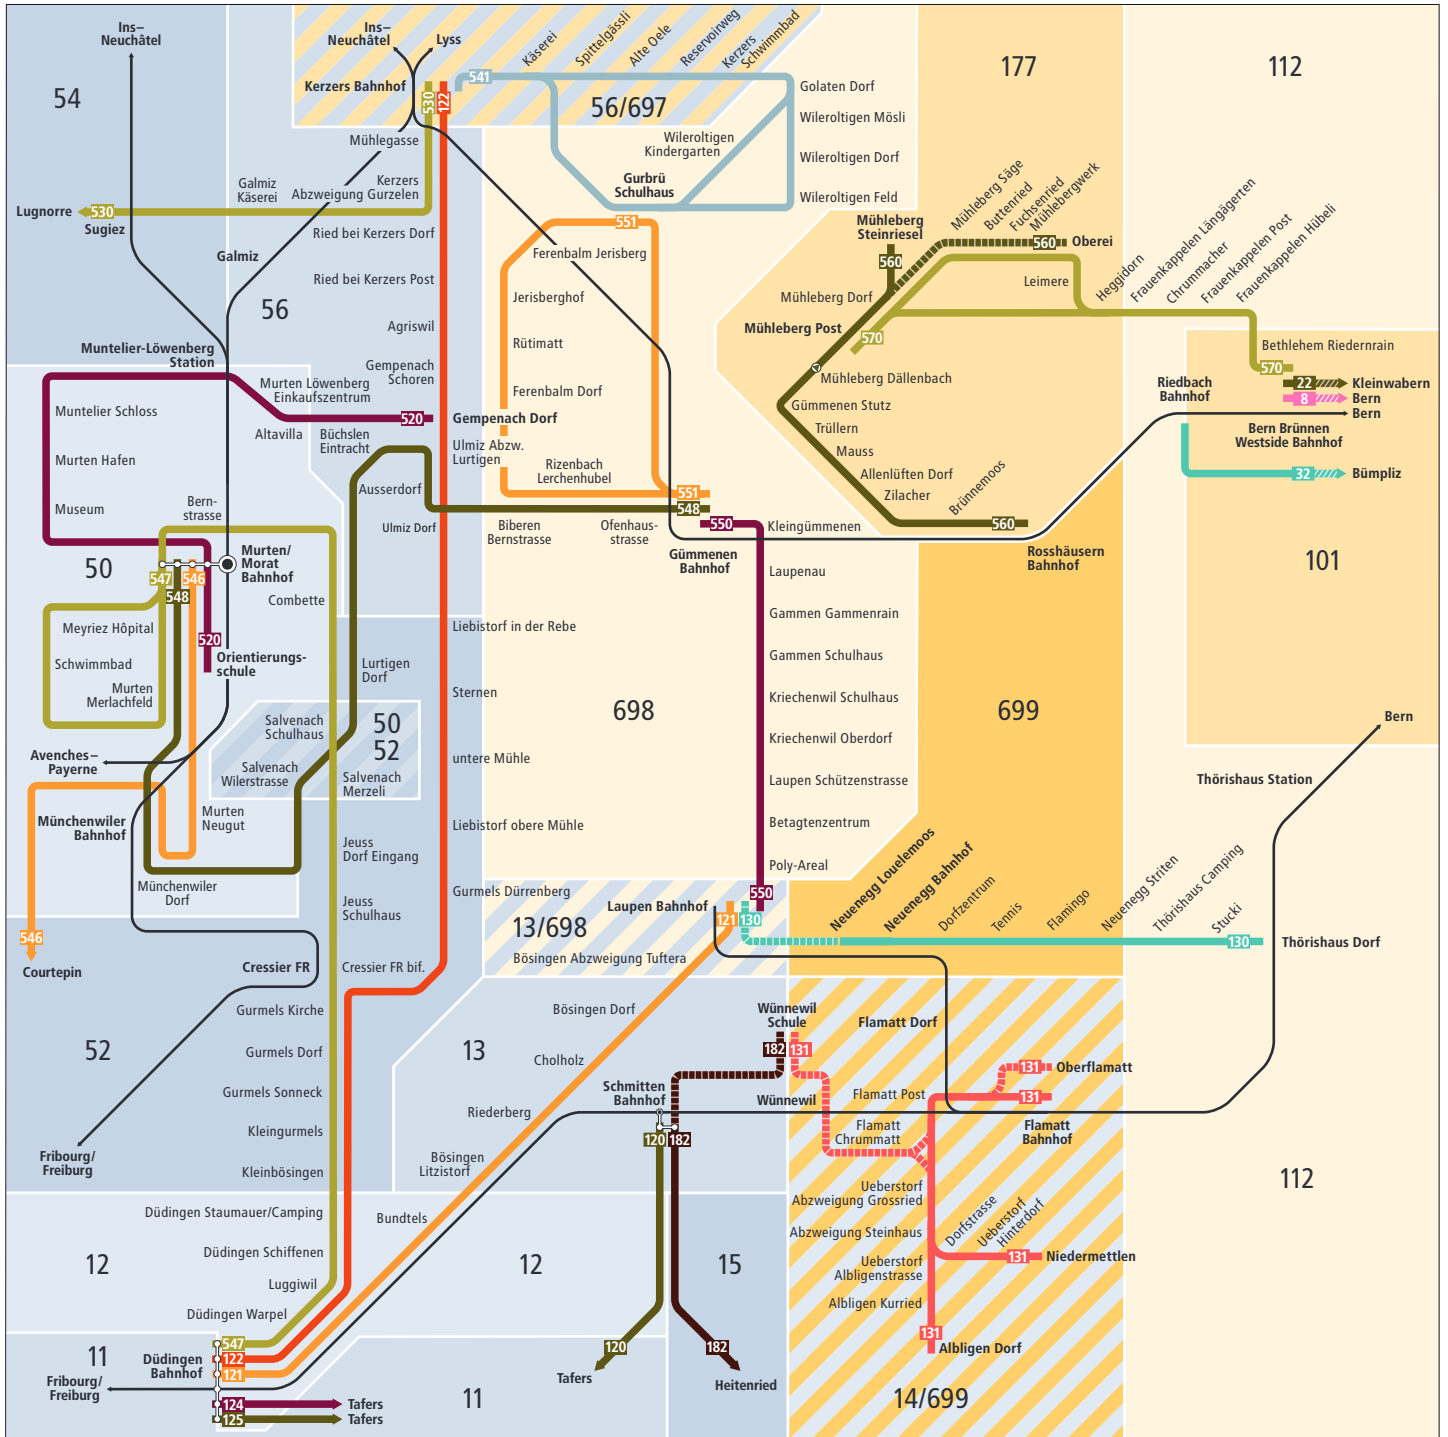 Ins–
Neuchâtel
Ins–
Neuchâtel
Lyss
Käserei
Spittelgässli
Alte Oele
Reservoirweg
Kerzers
Schwimmbad
177
112
54
Kerzers Bahnhof
530
122
541
56/697
Golaten Dorf
Wileroltigen Mösli
Wileroltigen
Kindergarten
Wileroltigen Dorf
Gurbrü
Schulhaus
Wileroltigen Feld
Mühlegasse
Kerzers
Abzweigung Gurzelen
Galmiz
Käserei
Lugnorre
530
Sugiez
Galmiz
Ried bei Kerzers Dorf
Ried bei Kerzers Post
56
Agriswil
Gempenach
Schoren
551
Ferenbalm Jerisberg
Jerisberghof
Rütimatt
Ferenbalm Dorf
Mühleberg
Steinriesel
560
Mühleberg Säge
Buttenried
Fuchsenried
Mühlebergwerk
560
Oberei
Leimere
Heggidorn
Frauenkappelen Längägerten
Chrummacher
Frauenkappelen Post
Frauenkappelen Hübeli
Mühleberg Dorf
Mühleberg Post
570
Mühleberg Dällenbach
Gümmenen Stutz
Trüllern
Mauss
Allenlüften Dorf
Zilacher
Brünnemoos
560
Bethlehem Riedernrain
570
Riedbach
Bahnhof
22
Kleinwabern
8
Bern
Bern
Bern Brünnen
Westside Bahnhof
32
Bümpliz
Muntelier-Löwenberg
Station
Murten Löwenberg
Einkaufszentrum
520
Gempenach Dorf
Muntelier Schloss
Altavilla
Büchslen
Eintracht
Ulmiz Abzw.
Lurtigen
Murten Hafen
Rizenbach
Lerchenhubel
Ausserdorf
551
548
Museum
Bern-
strasse
Ulmiz Dorf
Biberen
Bernstrasse
Ofenhaus-
strasse
550
Kleingümmenen
Gümmenen
Bahnhof
Rosshäusern
Bahnhof
50
Murten/
Morat
Bahnhof
547
546
548
Combette
101
Laupenau
Gammen Gammenrain
Gammen Schulhaus
Kriechenwil Schulhaus
Kriechenwil Oberdorf
Laupen Schützenstrasse
Betagtenzentrum
Poly-Areal
Meyriez Hôpital
Schwimmbad
Murten
Merlachfeld
520
Orientierungs-
schule
Liebistorf in der Rebe
Lurtigen
Dorf
Sternen
698
699
Salvenach
Schulhaus
50
52
Salvenach
Wilerstrasse
Salvenach
Merzeli
untere Mühle
Avenches–
Payerne
Bern
Thörishaus Station
Münchenwiler
Bahnhof
Murten
Neugut
Liebistorf obere Mühle
Jeuss
Dorf Eingang
Münchenwiler
Dorf
Jeuss
Schulhaus
Gurmels Dürrenberg
550
Laupen Bahnhof
121
130
13/698
Bösingen Abzweigung Tuftera
Neuenegg Louelemoos
Neuenegg Bahnhof
Dorfzentrum
Tennis
Flamingo
Neuenegg Striten
Thörishaus Camping
Stucki
130
Thörishaus Dorf
546
Courtepin
Cressier FR
Cressier FR bif.
Gurmels Kirche
Gurmels Dorf
Gurmels Sonneck
Kleingurmels
Kleinbösingen
52
Fribourg/
Freiburg
Bösingen Dorf
13
Cholholz
Riederberg
Bösingen
Litzistorf
Bundtels
Schmitten
Bahnhof
120
182
Wünnewil
Schule
182
131
Wünnewil
Flamatt Dorf
Flamatt Post
131
Oberflamatt
131
Flamatt
Bahnhof
Flamatt
Chrummatt
Ueberstorf
Abzweigung Grossried
Abzweigung Steinhaus
Dorfstrasse
Ueberstorf
Hinterdorf
131
Niedermettlen
Ueberstorf
Albligenstrasse
Albligen Kurried
131
Albligen Dorf
14/699
112
Düdingen Staumauer/Camping
Düdingen Schiffenen
Luggiwil
Düdingen Warpel
12
12
15
120
Tafers
182
Heitenried
11
Düdingen
Bahnhof
547
122
121
Fribourg/
Freiburg
124
Tafers
125
Tafers
11